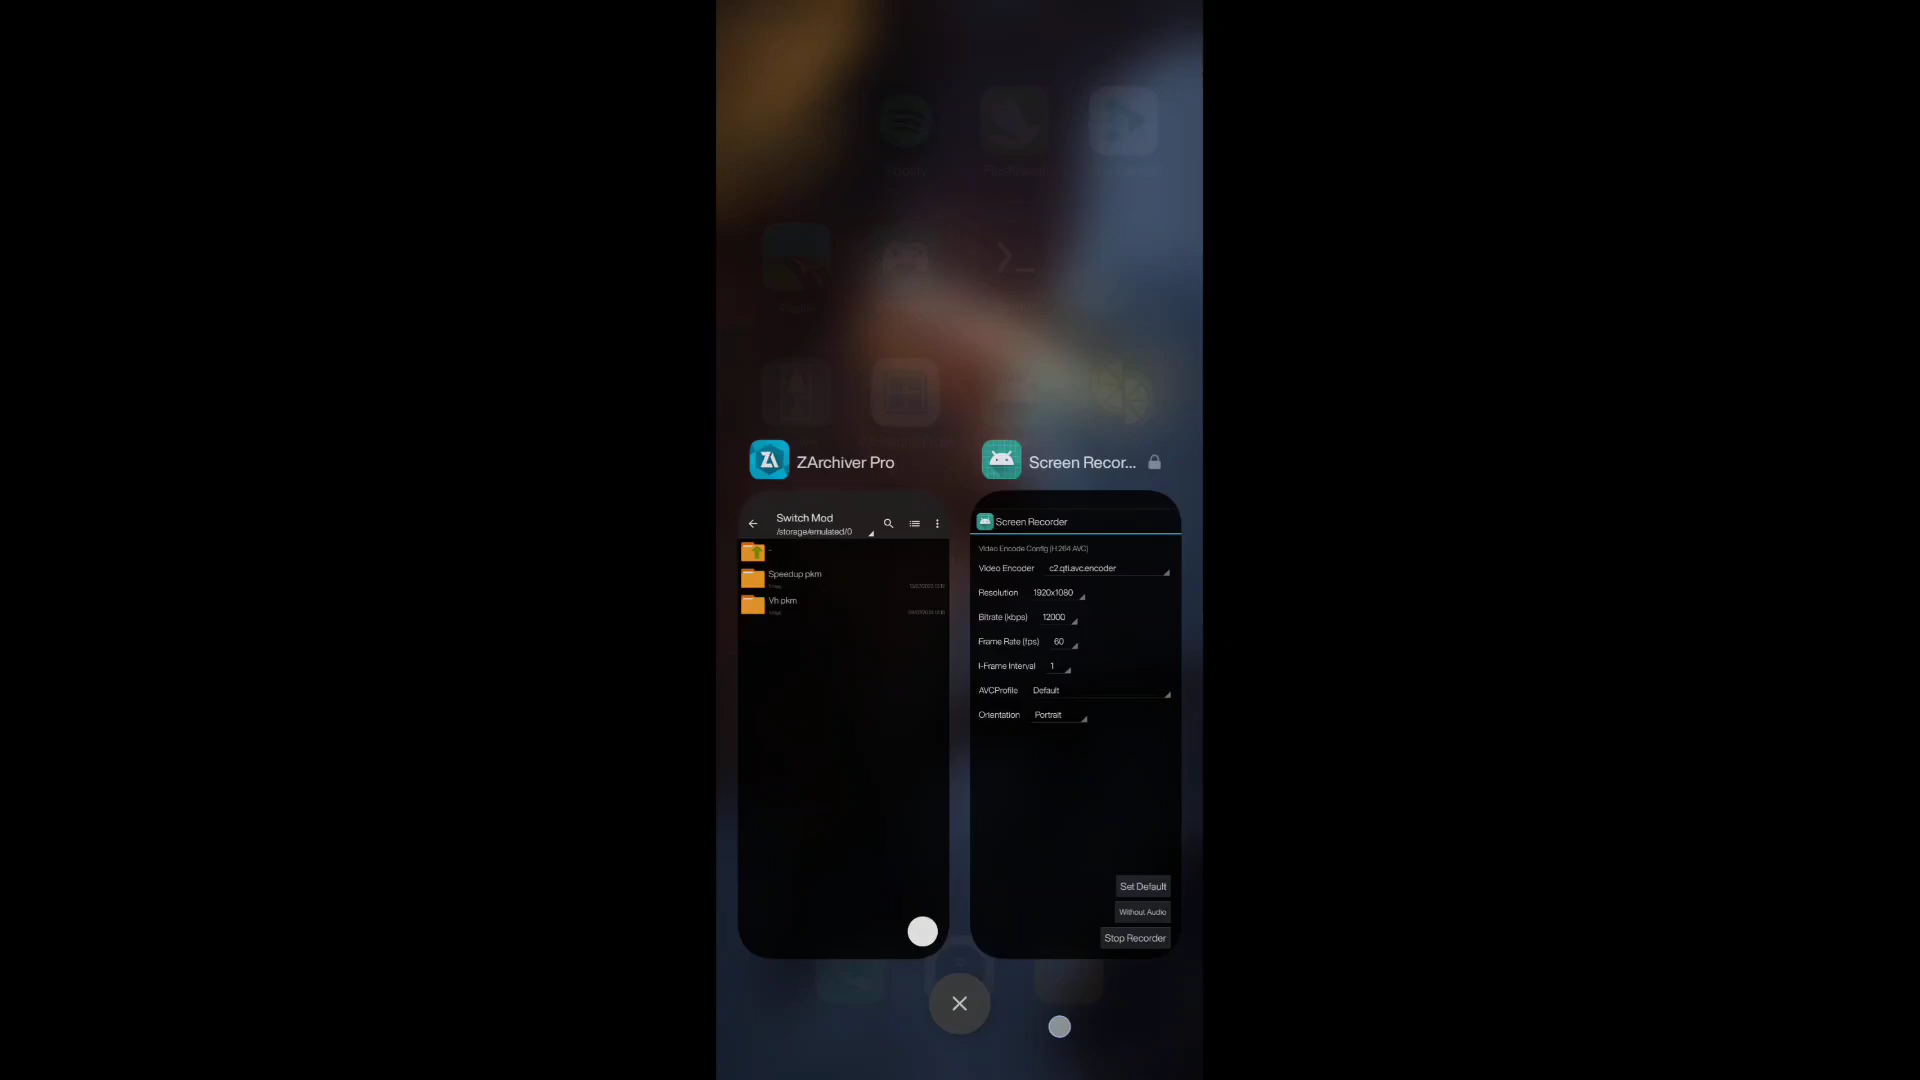 Spotify
ZArchiver Pro
Screen Recor...
Switch Mod
/storage/emulated/0
Speedup pkm
Vh pkm
Screen Recorder
Video Encode Config (H.264 AVC)
Video Encoder c2.qti.avc.encoder
Resolution 1920x1080
Bitrate (kbps) 12000
Frame Rate (fps) 60
I-Frame Interval 1
AVCProfile Default
Orientation Portrait
Set Default
Without Audio
Stop Recorder